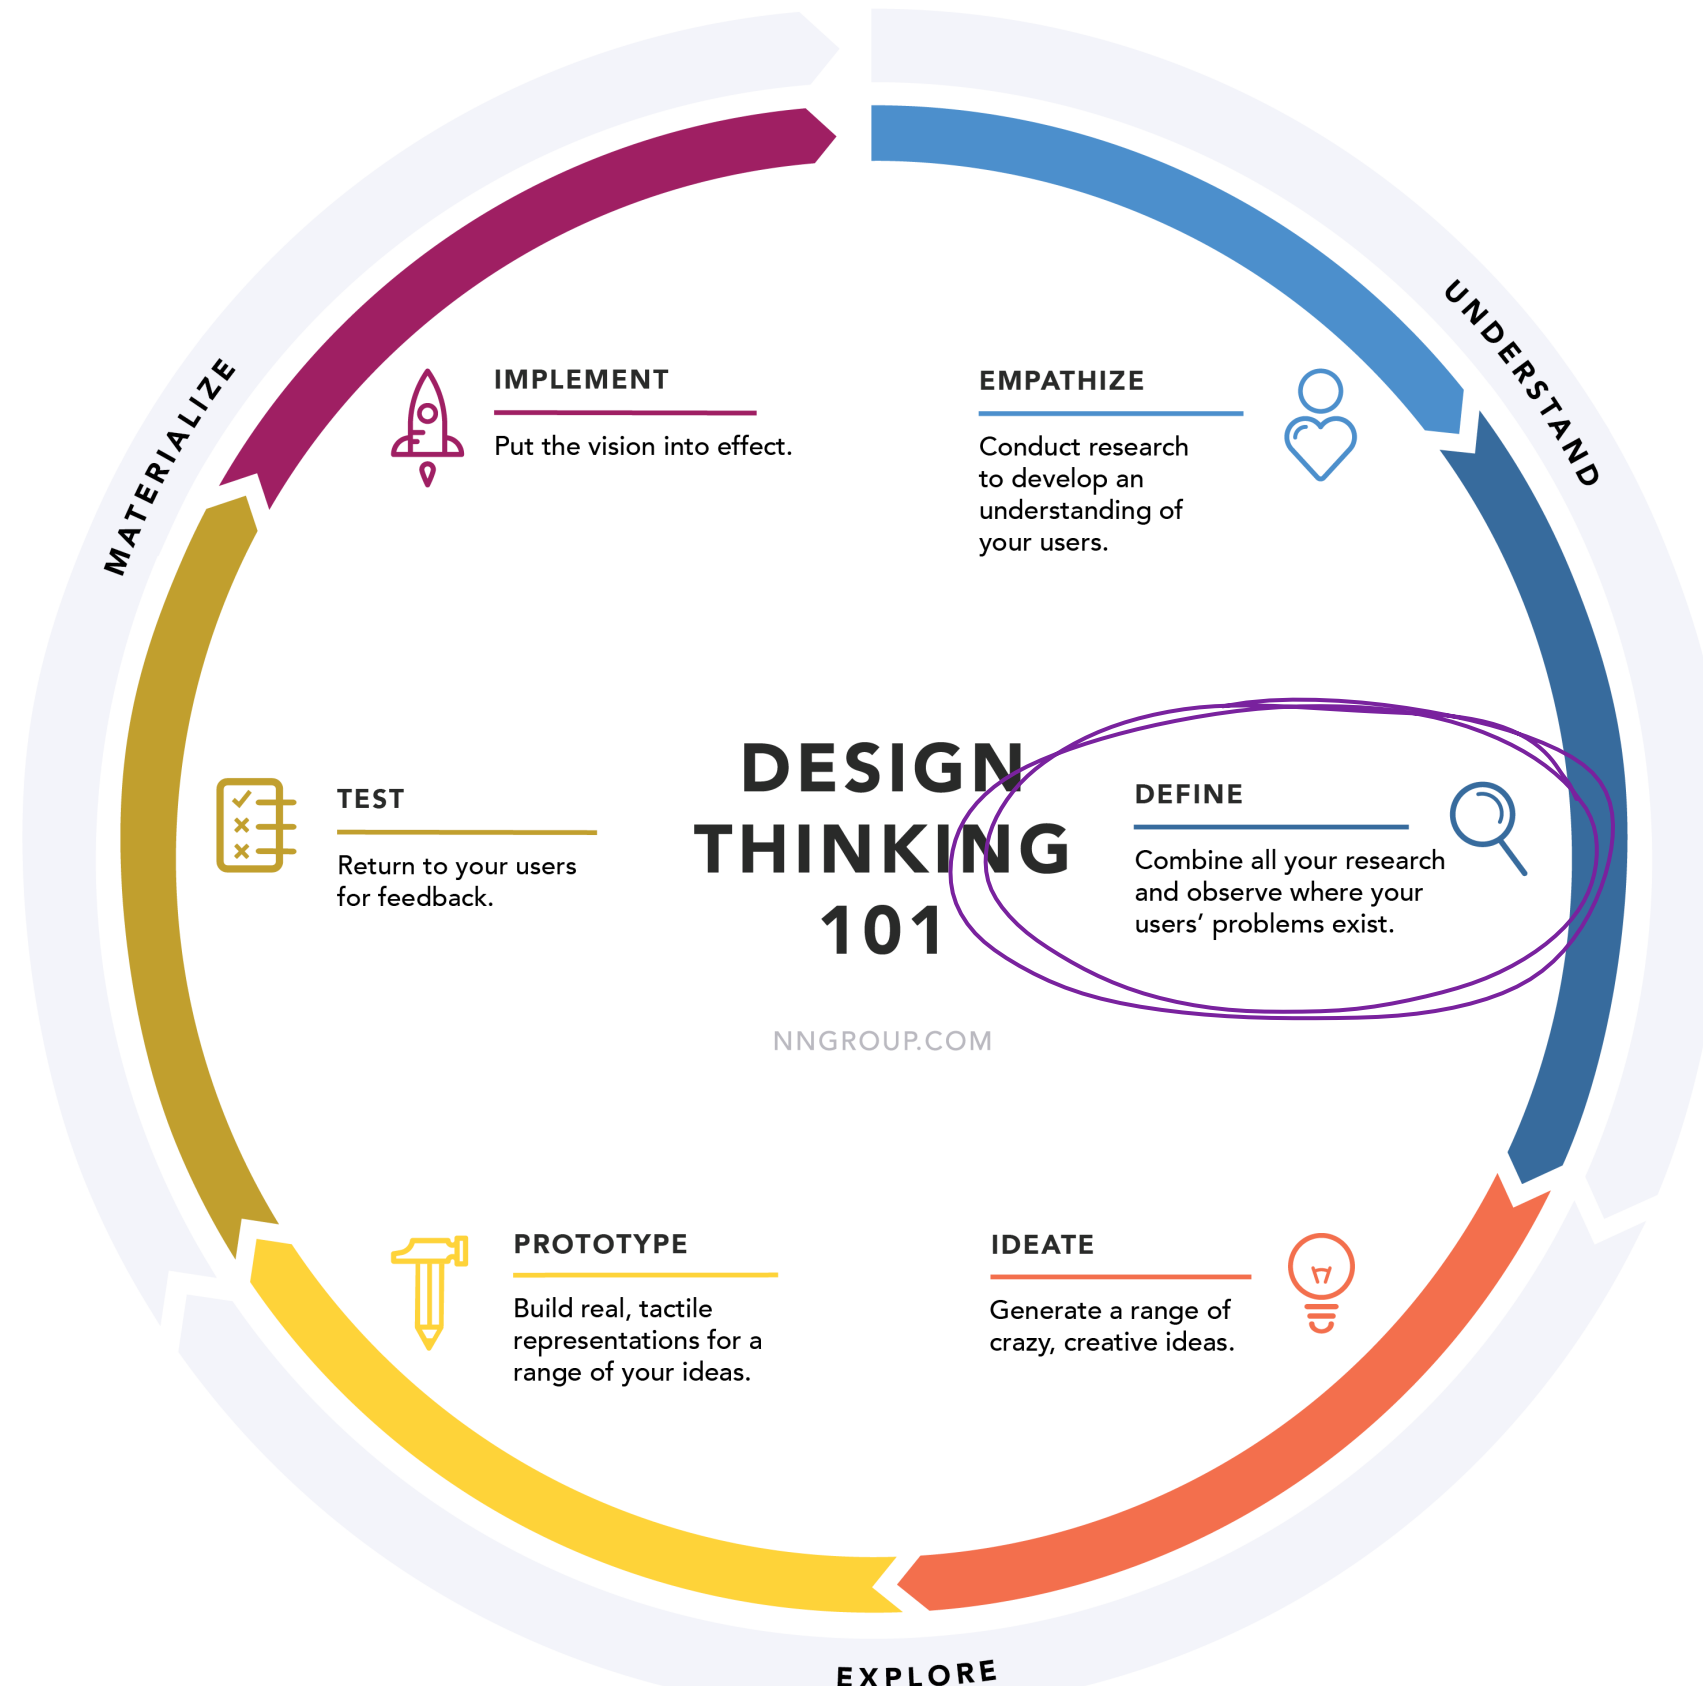 UNDERSTAND
MATERIALIZE
IMPLEMENT
Put the vision into effect.
EMPATHIZE
Conduct research
to develop an
understanding of
your users.
DESIGN
THINKING
101
NNGROUP.COM
TEST
Return to your users
for feedback.
DEFINE
Combine all your research
and observe where your
users’ problems exist.
PROTOTYPE
Build real, tactile
representations for a
range of your ideas.
IDEATE
Generate a range of
crazy, creative ideas.
EXPLORE